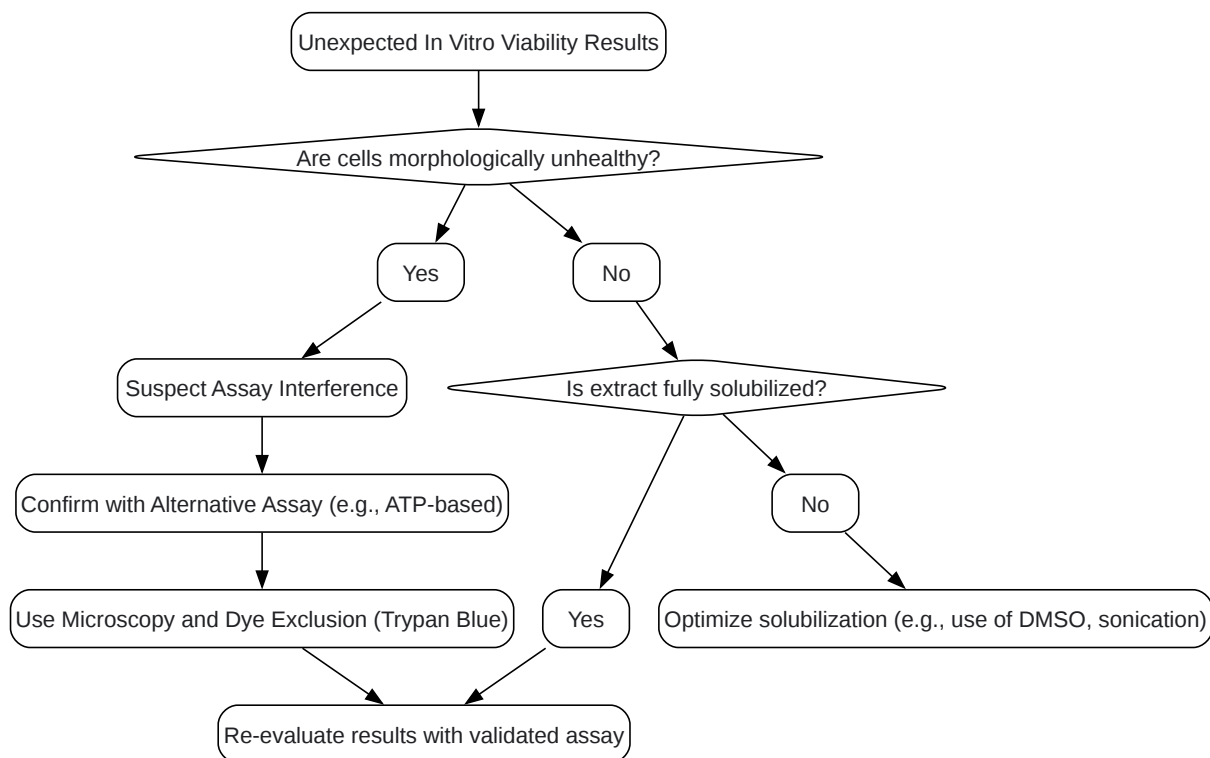 Unexpected In Vitro Viability Results
Are cells morphologically unhealthy?
Yes
No
Suspect Assay Interference
Is extract fully solubilized?
Confirm with Alternative Assay (e.g., ATP-based)
No
Use Microscopy and Dye Exclusion (Trypan Blue)
Yes
Optimize solubilization (e.g., use of DMSO, sonication)
Re-evaluate results with validated assay